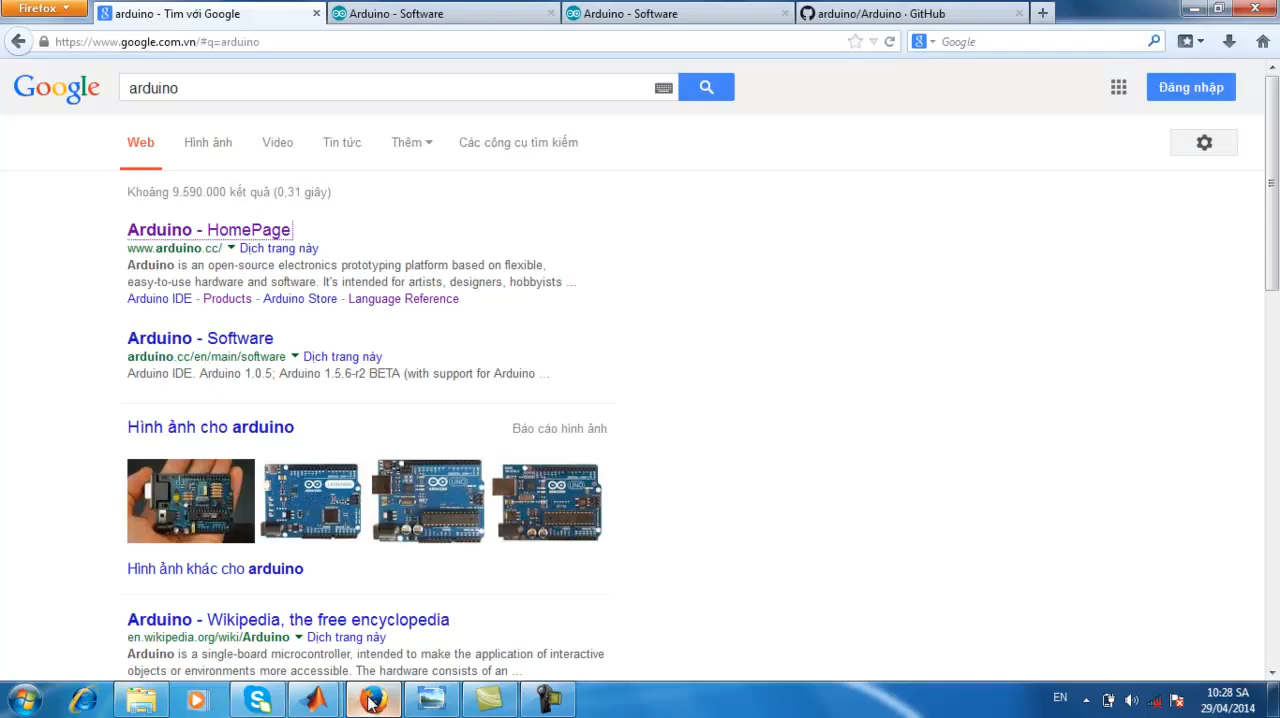 Firefox
arduino - Tìm với Google
Arduino - Software
Arduino - Software
arduino/Arduino · GitHub
https://www.google.com.vn/#q=arduino
Google
Google
arduino
Đăng nhập
Web
Hình ảnh
Video
Tin tức
Thêm
Các công cụ tìm kiếm
Khoảng 9.590.000 kết quả (0,31 giây)
Arduino - HomePage
www.arduino.cc/ Dịch trang này
Arduino is an open-source electronics prototyping platform based on flexible,
easy-to-use hardware and software. It's intended for artists, designers, hobbyists ...
Arduino IDE - Products - Arduino Store - Language Reference
Arduino - Software
arduino.cc/en/main/software Dịch trang này
Arduino IDE. Arduino 1.0.5; Arduino 1.5.6-r2 BETA (with support for Arduino ...
Hình ảnh cho arduino
Báo cáo hình ảnh
Hình ảnh khác cho arduino
Arduino - Wikipedia, the free encyclopedia
en.wikipedia.org/wiki/Arduino Dịch trang này
Arduino is a single-board microcontroller, intended to make the application of interactive
objects or environments more accessible. The hardware consists of an ...
EN
10:28 SA
29/04/2014